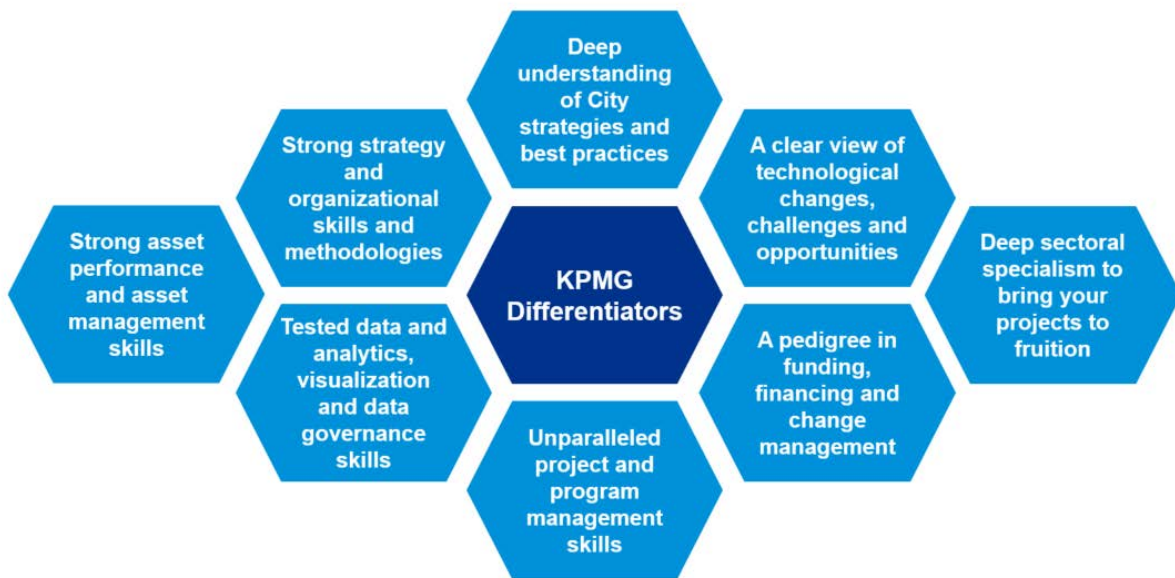 Deep
understanding
of City
strategies and
best practices
Strong strategy
and
organizational
skills and
methodologies
A clear view of
technological
changes,
challenges and
opportunities
Strong asset
performance
and asset
management
skills
KPMG
Differentiators
Deep sectoral
specialism to
bring your
projects to
fruition
Tested data and
analytics,
visualization
and data
governance
skills
A pedigree in
funding,
financing and
change
management
Unparalleled
project and
program
management
skills